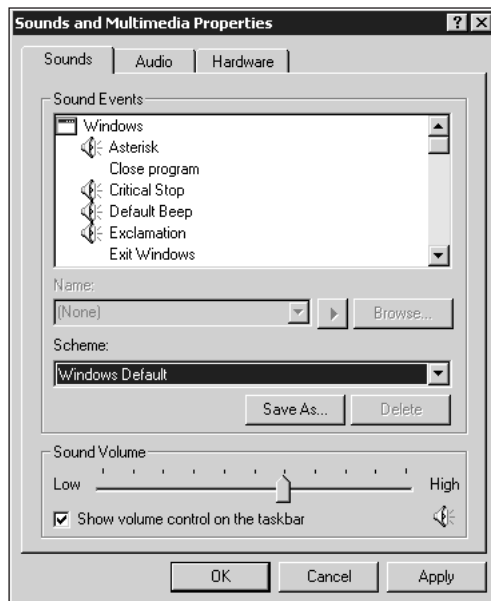 Sounds and Multimedia Properties
Sounds Audio Hardware
Sound Events
Windows
Asterisk
Close program
Critical Stop
Default Beep
Exclamation
Exit Windows
Name:
(None) Browse...
Scheme:
Windows Default
Save As... Delete
Sound Volume
Low High
Show volume control on the taskbar
OK Cancel Apply